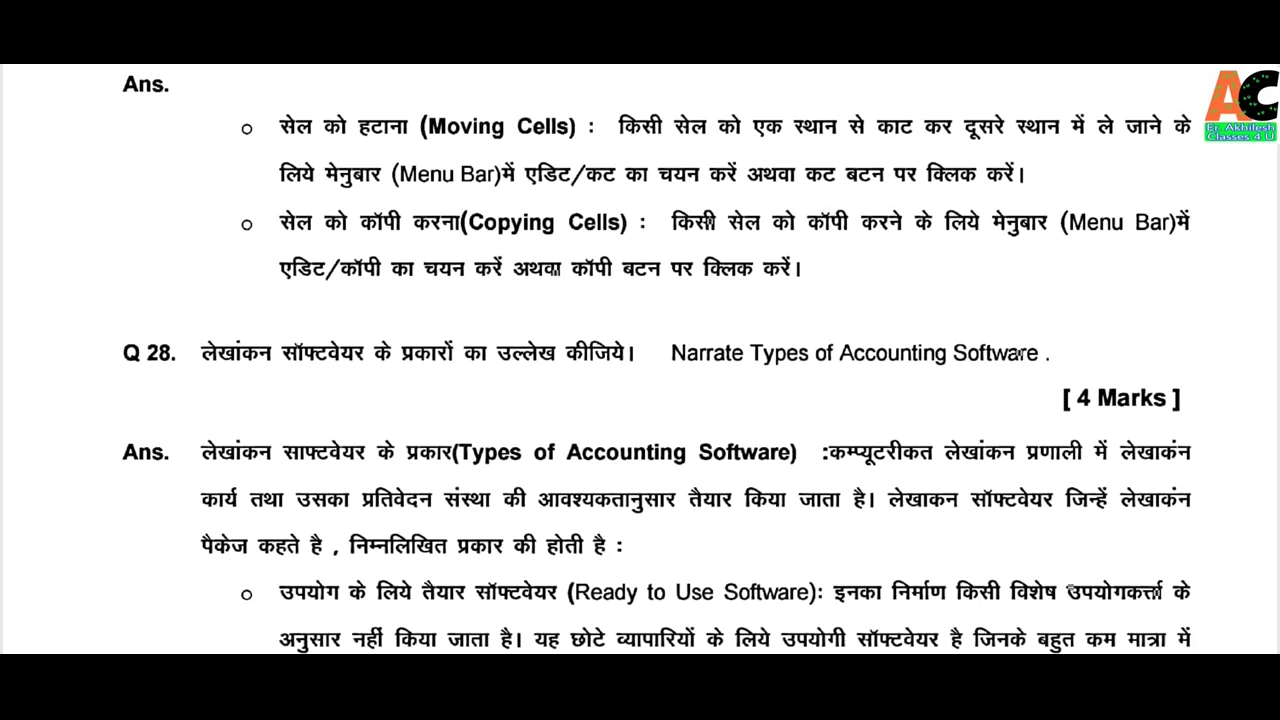 Ans.
AC
Er. Akhilesh
Classes 4 U
o सेल को हटाना (Moving Cells) : किसी सेल को एक स्थान से काट कर दूसरे स्थान में ले जाने के
लिये मेनुबार (Menu Bar)में एडिट/कट का चयन करें अथवा कट बटन पर क्लिक करें।
o सेल को कॉपी करना(Copying Cells) : किसी सेल को कॉपी करने के लिये मेनुबार (Menu Bar)में
एडिट/कॉपी का चयन करें अथवा कॉपी बटन पर क्लिक करें।
Q 28. लेखांकन सॉफ्टवेयर के प्रकारों का उल्लेख कीजिये। Narrate Types of Accounting Software .
[ 4 Marks ]
Ans. लेखांकन साफ्टवेयर के प्रकार(Types of Accounting Software) :कम्प्यूटरीकत लेखांकन प्रणाली में लेखाकंन
कार्य तथा उसका प्रतिवेदन संस्था की आवश्यकतानुसार तैयार किया जाता है। लेखाकन सॉफ्टवेयर जिन्हें लेखाकंन
पैकेज कहते है , निम्नलिखित प्रकार की होती है :
o उपयोग के लिये तैयार सॉफ्टवेयर (Ready to Use Software): इनका निर्माण किसी विशेष उपयोगकर्त्ता के
अनुसार नहीं किया जाता है। यह छोटे व्यापारियों के लिये उपयोगी सॉफ्टवेयर है जिनके बहुत कम मात्रा में